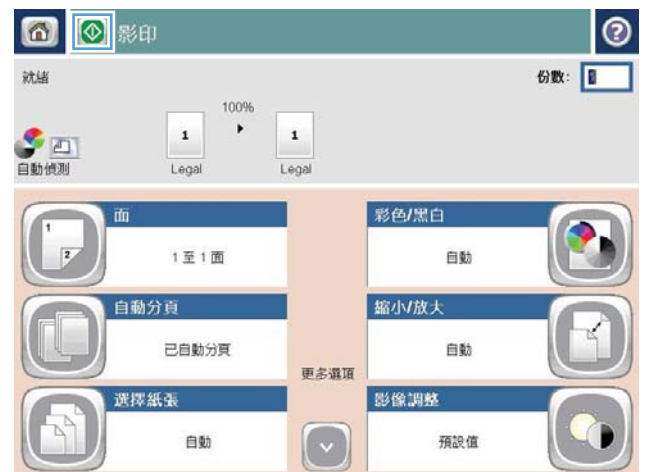 影印
?
就緒
份數: 1
100%
1 1
Legal Legal
自動偵測
面
1 2
1 至 1 面
彩色/黑白
自動
自動分頁
已自動分頁
縮小/放大
自動
更多選項
選擇紙張
自動
影像調整
預設值